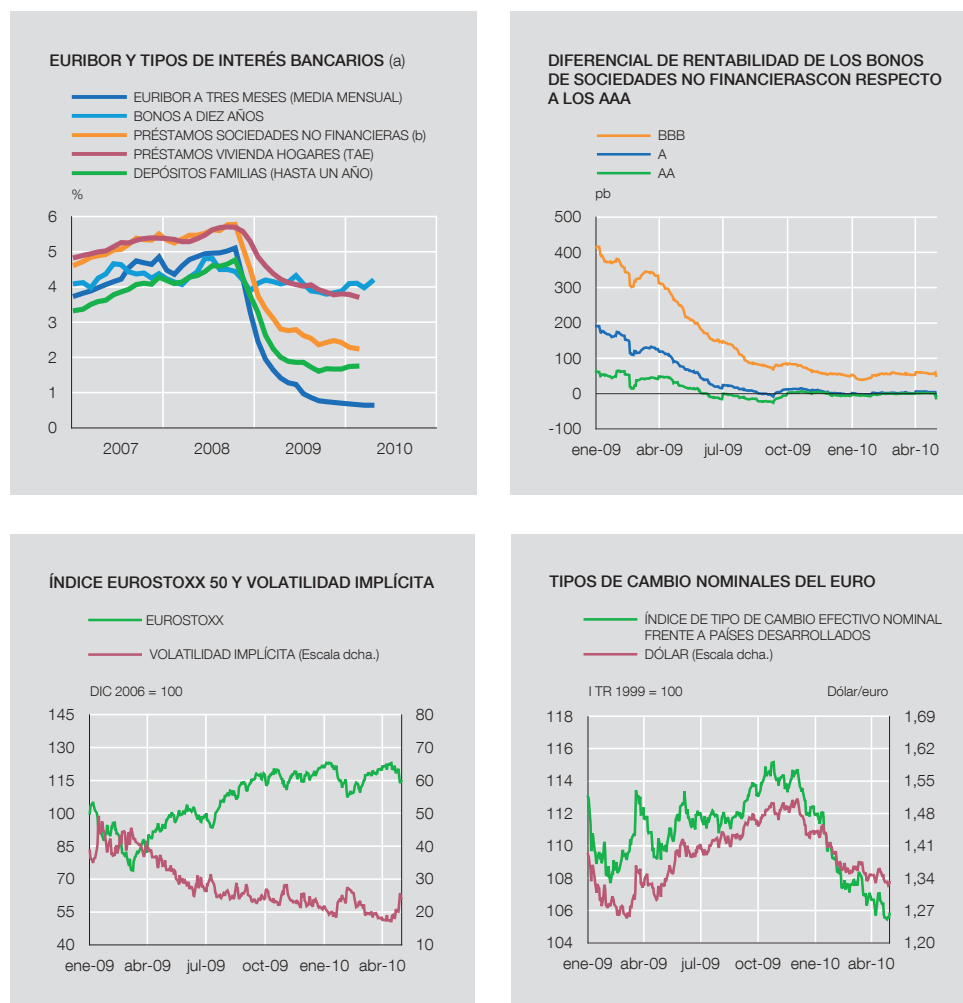 EURIBOR Y TIPOS DE INTERÉS BANCARIOS (a)
EURIBOR A TRES MESES (MEDIA MENSUAL)
BONOS A DIEZ AÑOS
PRÉSTAMOS SOCIEDADES NO FINANCIERAS (b)
PRÉSTAMOS VIVIENDA HOGARES (TAE)
DEPÓSITOS FAMILIAS (HASTA UN AÑO)
%
6
5
4
3
2
1
0
2007 2008 2009 2010
DIFERENCIAL DE RENTABILIDAD DE LOS BONOS
DE SOCIEDADES NO FINANCIERASCON RESPECTO
A LOS AAA
BBB
A
AA
pb
500
400
300
200
100
0
-100
ene-09 abr-09 jul-09 oct-09 ene-10 abr-10
ÍNDICE EUROSTOXX 50 Y VOLATILIDAD IMPLÍCITA
EUROSTOXX
VOLATILIDAD IMPLÍCITA (Escala dcha.)
DIC 2006 = 100
145 80
130 70
115 60
100 50
85 40
70 30
55 20
40 10
ene-09 abr-09 jul-09 oct-09 ene-10 abr-10
TIPOS DE CAMBIO NOMINALES DEL EURO
ÍNDICE DE TIPO DE CAMBIO EFECTIVO NOMINAL
FRENTE A PAÍSES DESARROLLADOS
DÓLAR (Escala dcha.)
I TR 1999 = 100 Dólar/euro
118 1,69
116 1,62
114 1,55
112 1,48
110 1,41
108 1,34
106 1,27
104 1,20
ene-09 abr-09 jul-09 oct-09 ene-10 abr-10